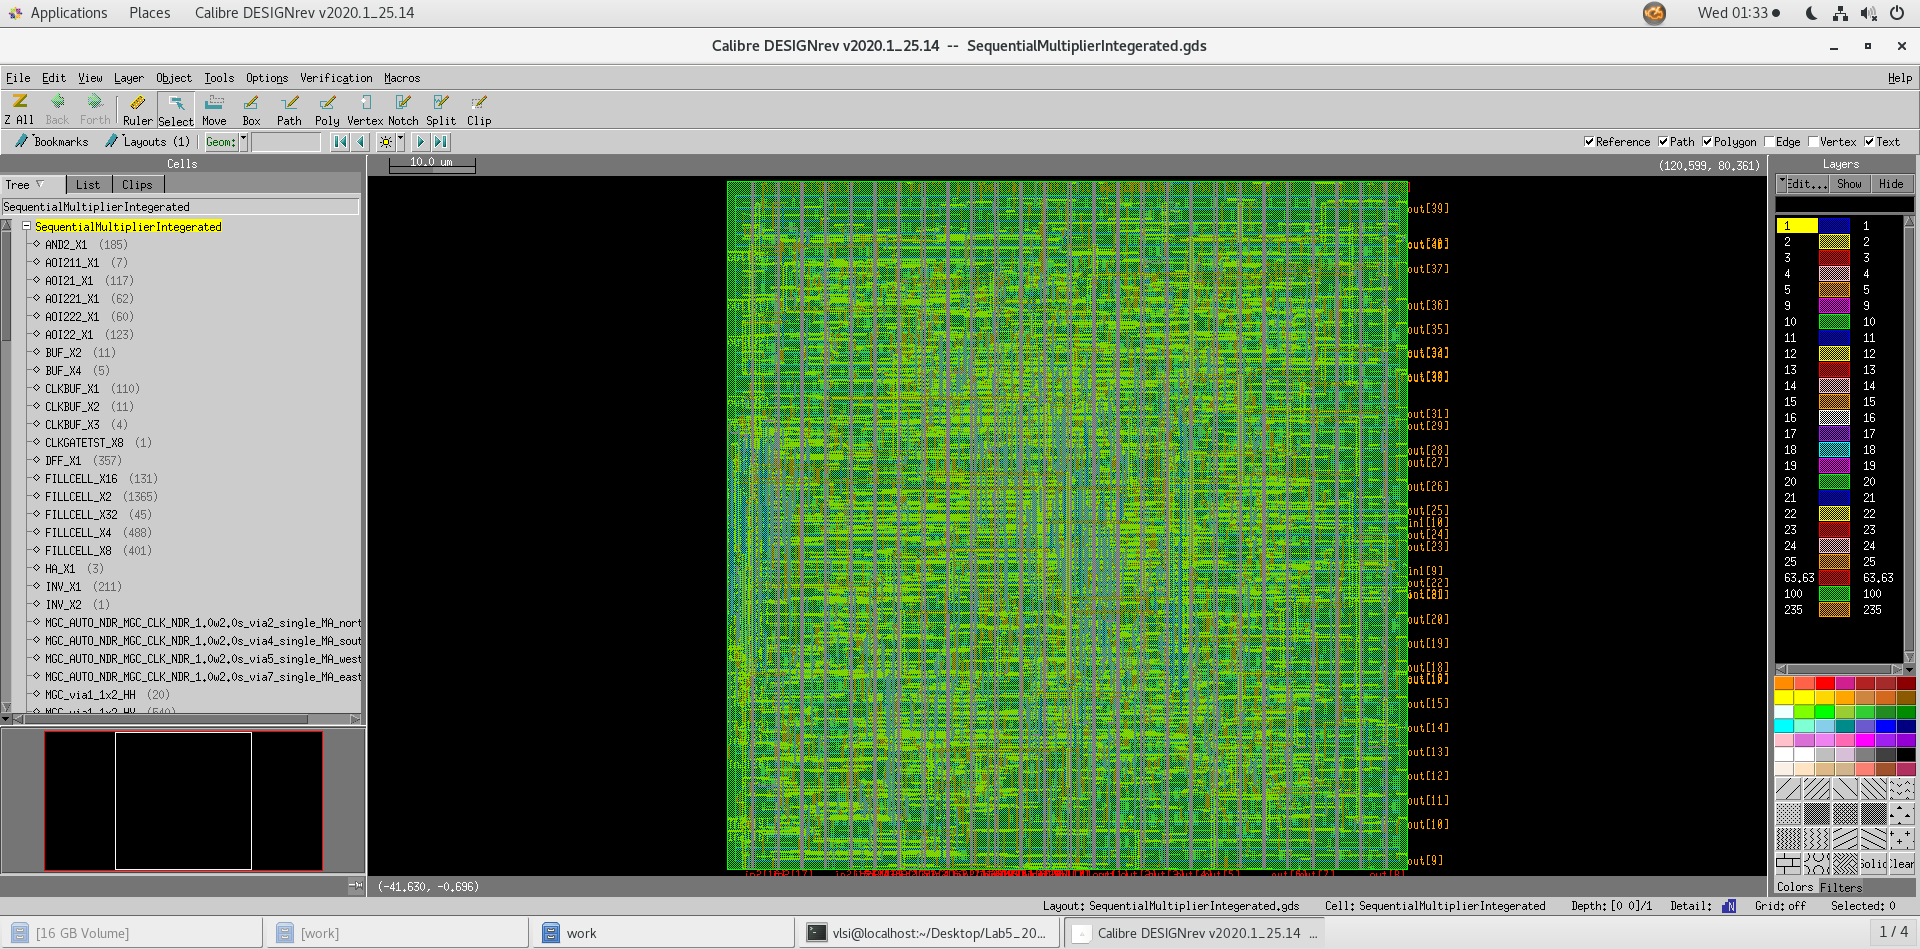 Applications Places Calibre DESIGNrev v2020.1_25.14 Wed 01:33
Calibre DESIGNrev v2020.1_25.14 -- SequentialMultiplierIntegerated.gds
File Edit View Layer Object Tools Options Verification Macros Help
Z All Back Forth Ruler Select Move Box Path Poly Vertex Notch Split Clip
Bookmarks Layouts (1) Geom: Reference Path Polygon Edge Vertex Text
Cells
10.0 um
(120.599, 80.361)
Layers
Tree List Clips
Edit... Show Hide
SequentialMultiplierIntegerated
SequentialMultiplierIntegerated
AND2_X1 (185)
AOI211_X1 (7)
AOI21_X1 (117)
AOI221_X1 (62)
AOI222_X1 (60)
AOI22_X1 (123)
BUF_X2 (11)
BUF_X4 (5)
CLKBUF_X1 (110)
CLKBUF_X2 (11)
CLKBUF_X3 (4)
CLKGATETST_X8 (1)
DFF_X1 (357)
FILLCELL_X16 (131)
FILLCELL_X2 (1365)
FILLCELL_X32 (45)
FILLCELL_X4 (488)
FILLCELL_X8 (401)
HA_X1 (3)
INV_X1 (211)
INV_X2 (1)
MGC_AUTO_NDR_MGC_CLK_NDR_1.0w2.0s_via2_single_MA_nort
MGC_AUTO_NDR_MGC_CLK_NDR_1.0w2.0s_via4_single_MA_sout
MGC_AUTO_NDR_MGC_CLK_NDR_1.0w2.0s_via5_single_MA_west
MGC_AUTO_NDR_MGC_CLK_NDR_1.0w2.0s_via7_single_MA_east
MGC_via1_1x2_HH (20)
MGC_via1_1x2_HV (540)
out[39]
out[37]
out[36]
out[35]
out[31]
out[29]
out[28]
out[27]
out[26]
out[25]
in1[10]
out[24]
out[23]
in1[9]
out[22]
out[20]
out[19]
out[18]
out[15]
out[14]
out[13]
out[12]
out[11]
out[10]
out[9]
1 1
2 2
3 3
4 4
5 5
9 9
10 10
11 11
12 12
13 13
14 14
15 15
16 16
17 17
18 18
19 19
20 20
21 21
22 22
23 23
24 24
25 25
63.63 63.63
100 100
235 235
Solid Clear
Colors Filters
(-41.630, -0.696)
Layout: SequentialMultiplierIntegerated.gds Cell: SequentialMultiplierIntegerated Depth: [0 0]/1 Detail: Grid: off Selected: 0
[16 GB Volume] [work] work vlsi@localhost:~/Desktop/Lab5_20... Calibre DESIGNrev v2020.1_25.14 ... 1 / 4